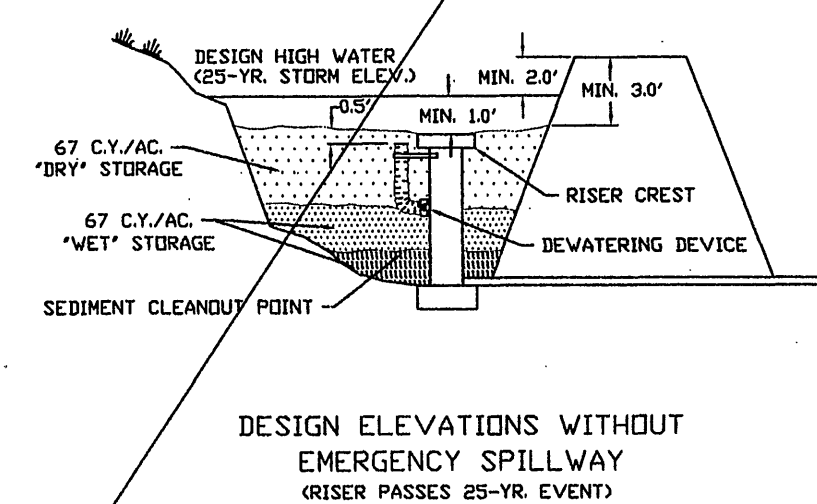 DESIGN HIGH WATER
(25-YR. STORM ELEV.)
MIN. 2.0'
MIN. 3.0'
0.5'
MIN. 1.0'
67 C.Y./AC.
"DRY" STORAGE
RISER CREST
67 C.Y./AC.
"WET" STORAGE
DEWATERING DEVICE
SEDIMENT CLEANOUT POINT
DESIGN ELEVATIONS WITHOUT
EMERGENCY SPILLWAY
(RISER PASSES 25-YR. EVENT)